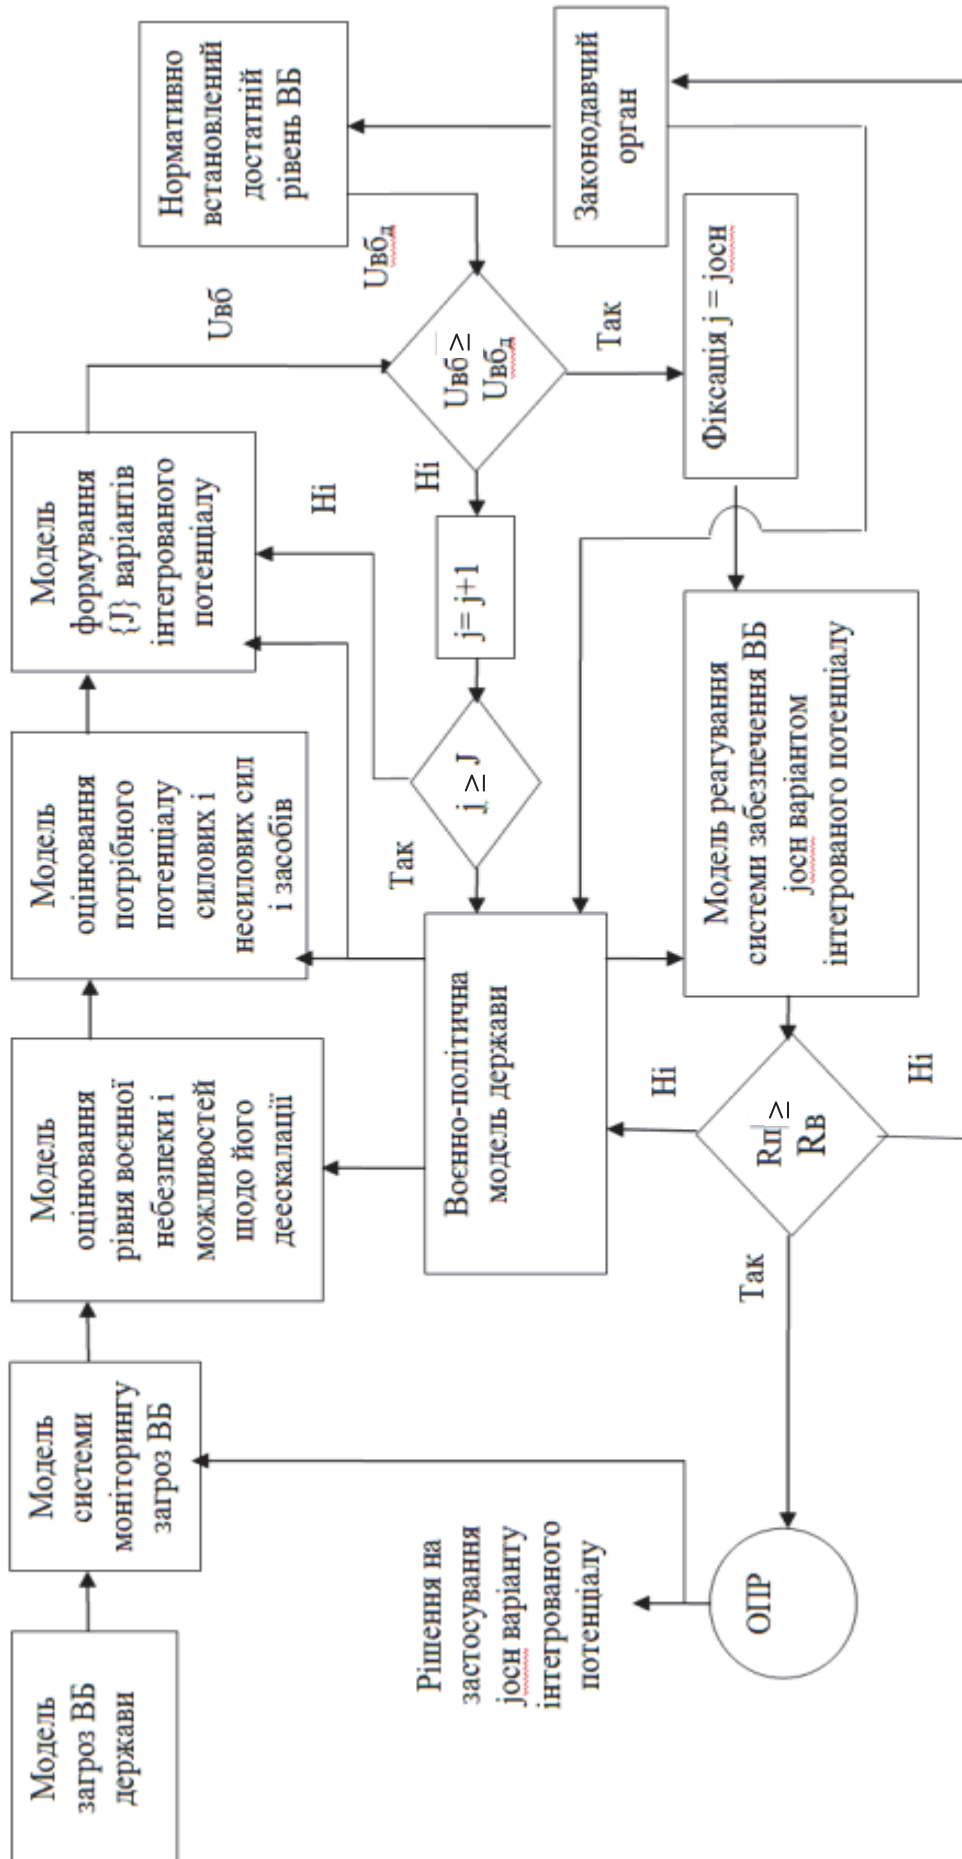 Модель
загроз ВБ
держави
Модель
системи
моніторингу
загроз ВБ
Модель
оцінювання
рівня воєнної
небезпеки і
можливостей
щодо його
деескалації
Модель
оцінювання
потрібного
потенціалу
силових і
несилових сил
і засобів
Модель
формування
{J} варіантів
інтегрованого
потенціалу
Uвб
Нормативно
встановлений
достатній
рівень ВБ
Uвбд
Рішення на
застосування
jосн варіанту
інтегрованого
потенціалу
Воєнно-політична
модель держави
Так
j ≥ J
Ні
j= j+1
Ні
Uвб ≥
Uвбд
Так
Законодавчий
орган
ОПР
Так
Rп ≥
Rв
Ні
Ні
Модель реагування
системи забезпечення ВБ
jосн варіантом
інтегрованого потенціалу
Фіксація j = jосн